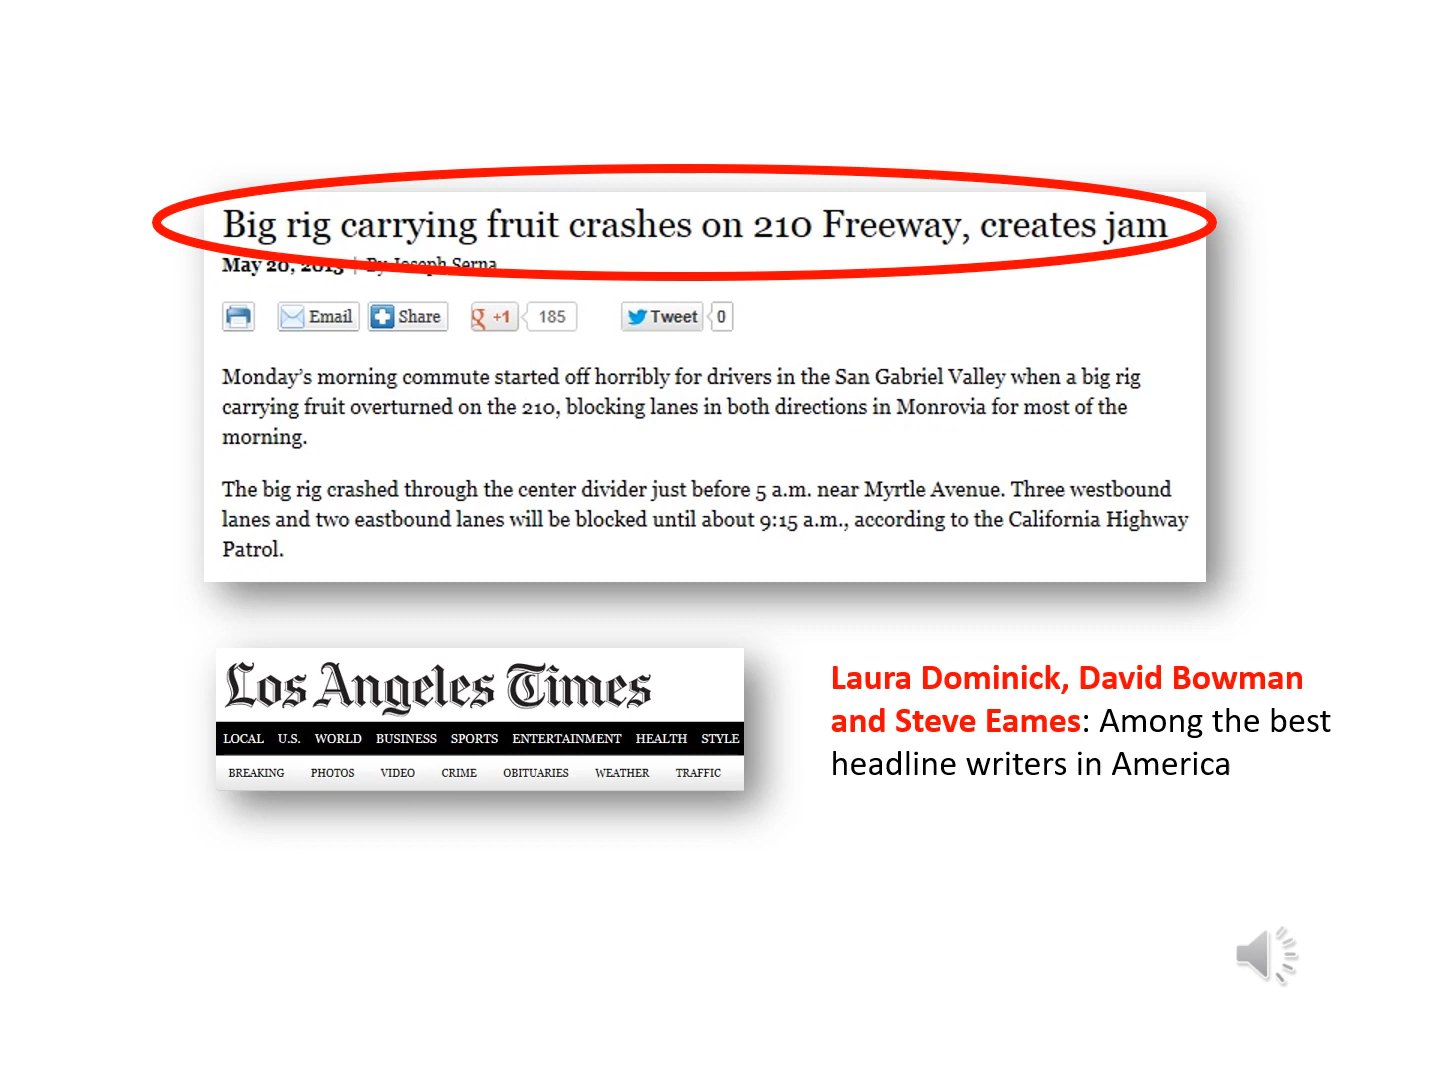 Big rig carrying fruit crashes on 210 Freeway, creates jam
May 20, 2013 | By Joseph Serna
Email Share g +1 185 Tweet 0
Monday’s morning commute started off horribly for drivers in the San Gabriel Valley when a big rig
carrying fruit overturned on the 210, blocking lanes in both directions in Monrovia for most of the
morning.
The big rig crashed through the center divider just before 5 a.m. near Myrtle Avenue. Three westbound
lanes and two eastbound lanes will be blocked until about 9:15 a.m., according to the California Highway
Patrol.
Los Angeles Times
LOCAL U.S. WORLD BUSINESS SPORTS ENTERTAINMENT HEALTH STYLE
BREAKING PHOTOS VIDEO CRIME OBITUARIES WEATHER TRAFFIC
Laura Dominick, David Bowman
and Steve Eames: Among the best
headline writers in America